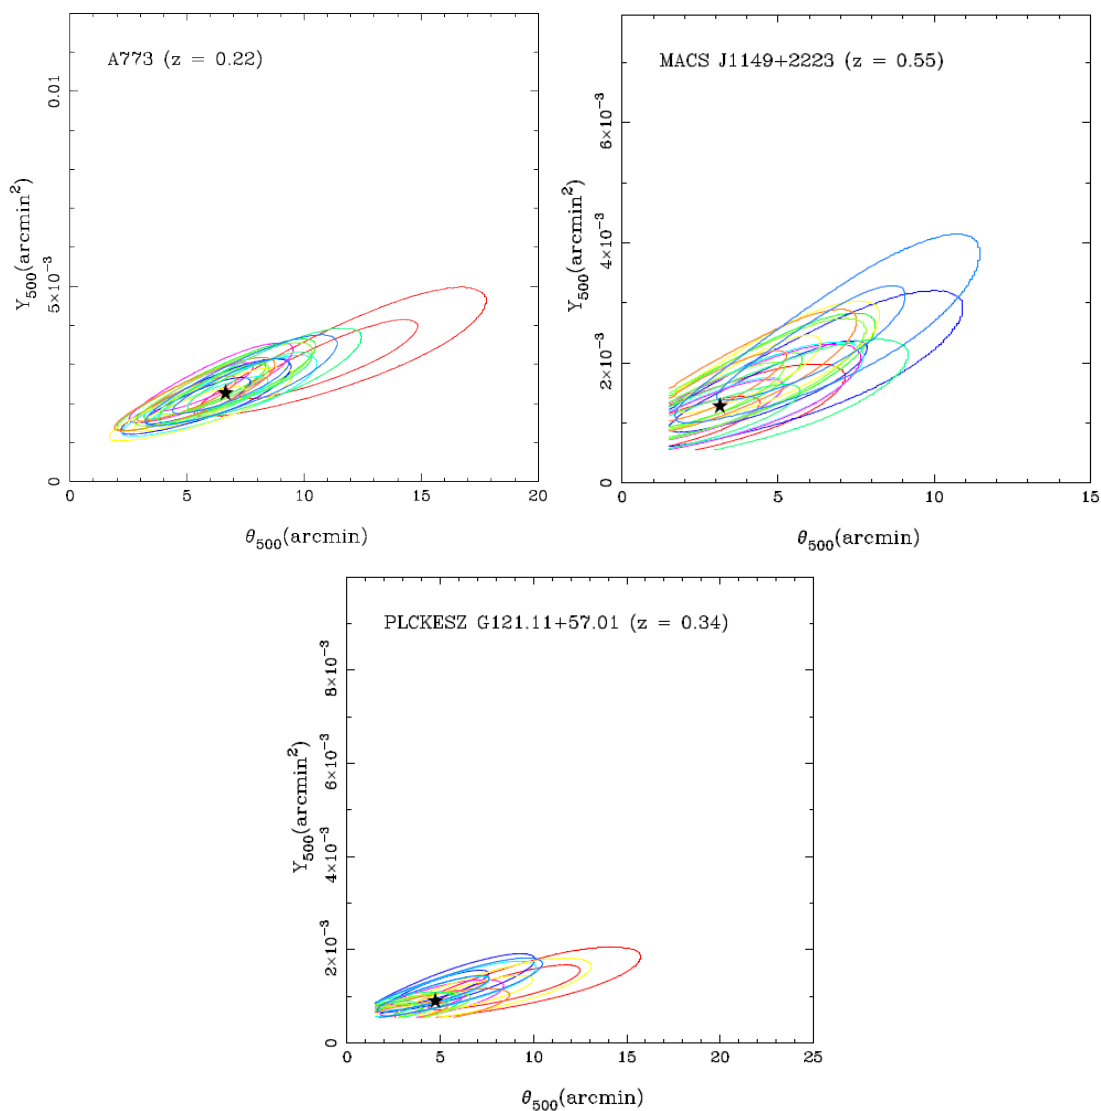 A773 (z = 0.22)
0.01
5×10⁻³
0
Y₅₀₀(arcmin²)
0 5 10 15 20
θ₅₀₀(arcmin)
MACS J1149+2223 (z = 0.55)
6×10⁻³
4×10⁻³
2×10⁻³
0
Y₅₀₀(arcmin²)
0 5 10 15
θ₅₀₀(arcmin)
PLCKESZ G121.11+57.01 (z = 0.34)
8×10⁻³
6×10⁻³
4×10⁻³
2×10⁻³
0
Y₅₀₀(arcmin²)
0 5 10 15 20 25
θ₅₀₀(arcmin)